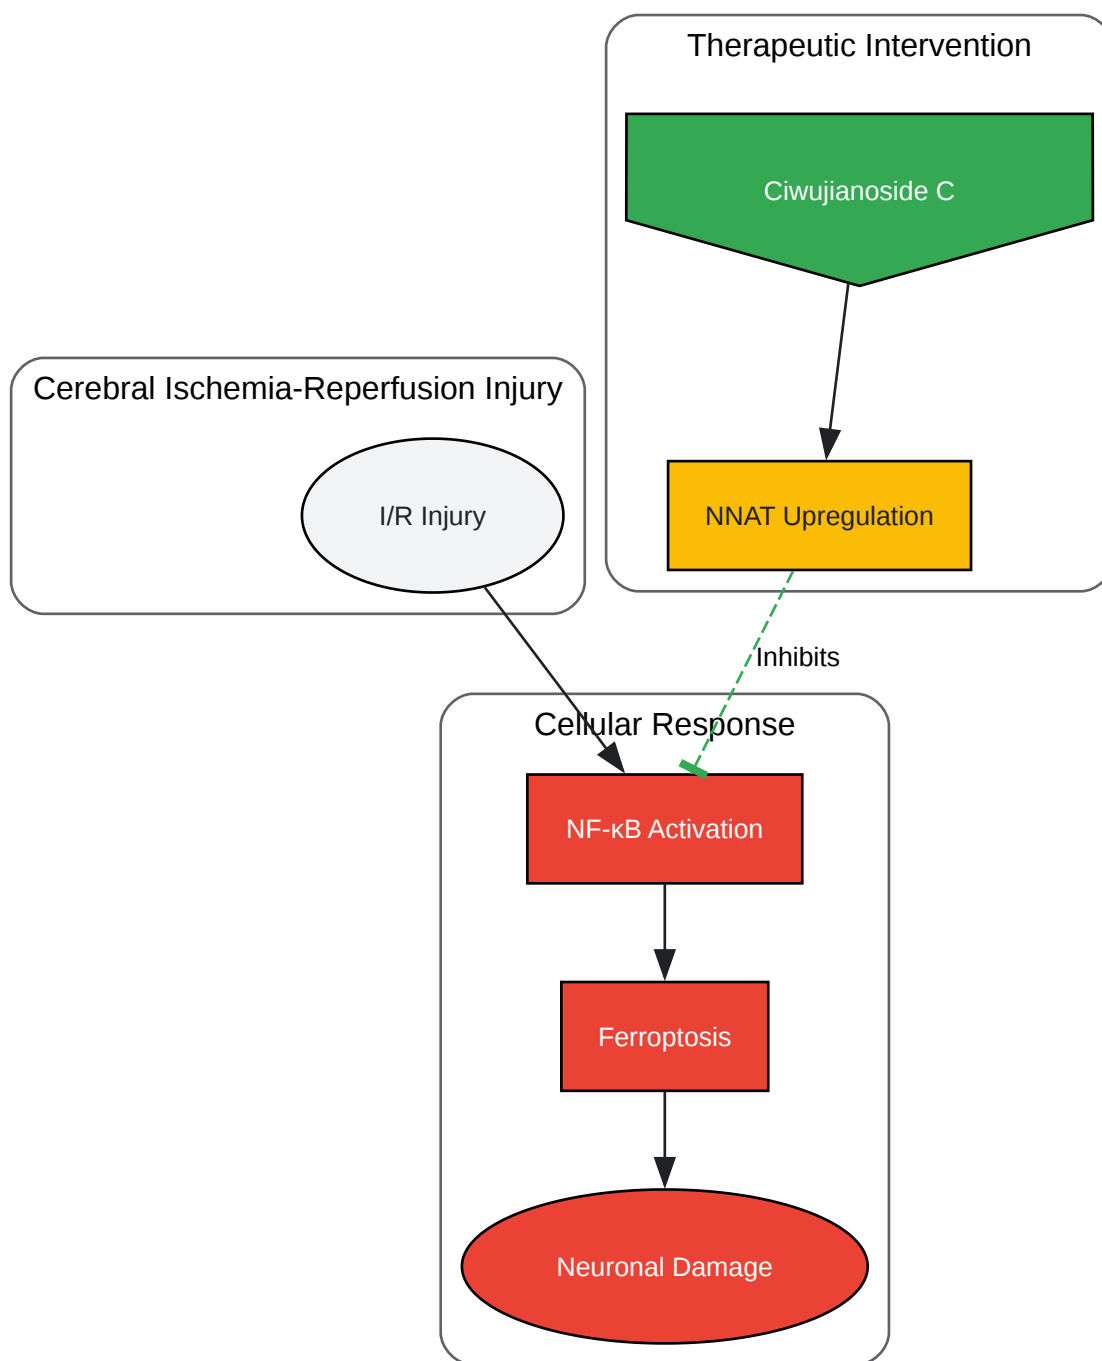 Therapeutic Intervention
Ciwujianoside C
Cerebral Ischemia-Reperfusion Injury
I/R Injury
NNAT Upregulation
Inhibits
Cellular Response
NF-κB Activation
Ferroptosis
Neuronal Damage